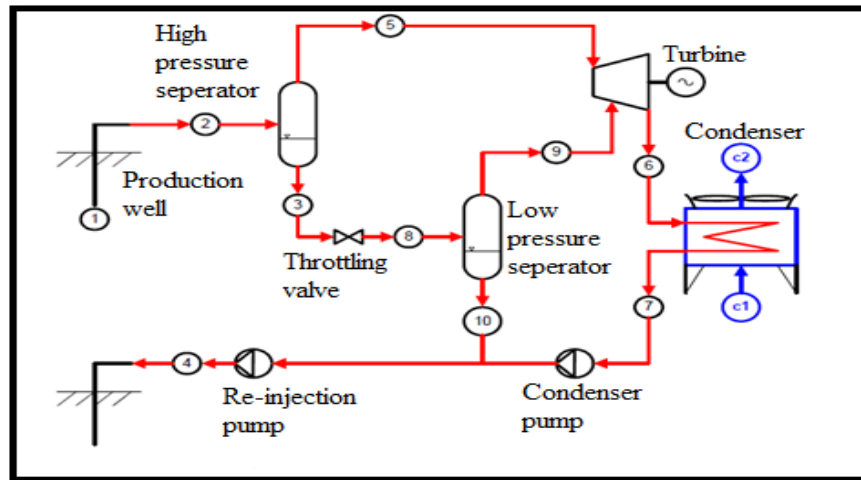 High
pressure
seperator
5
Turbine
2
9
Condenser
c2
6
Production
well
1
3
Low
pressure
seperator
8
Throttling
valve
7
c1
10
4
Re-injection
pump
Condenser
pump